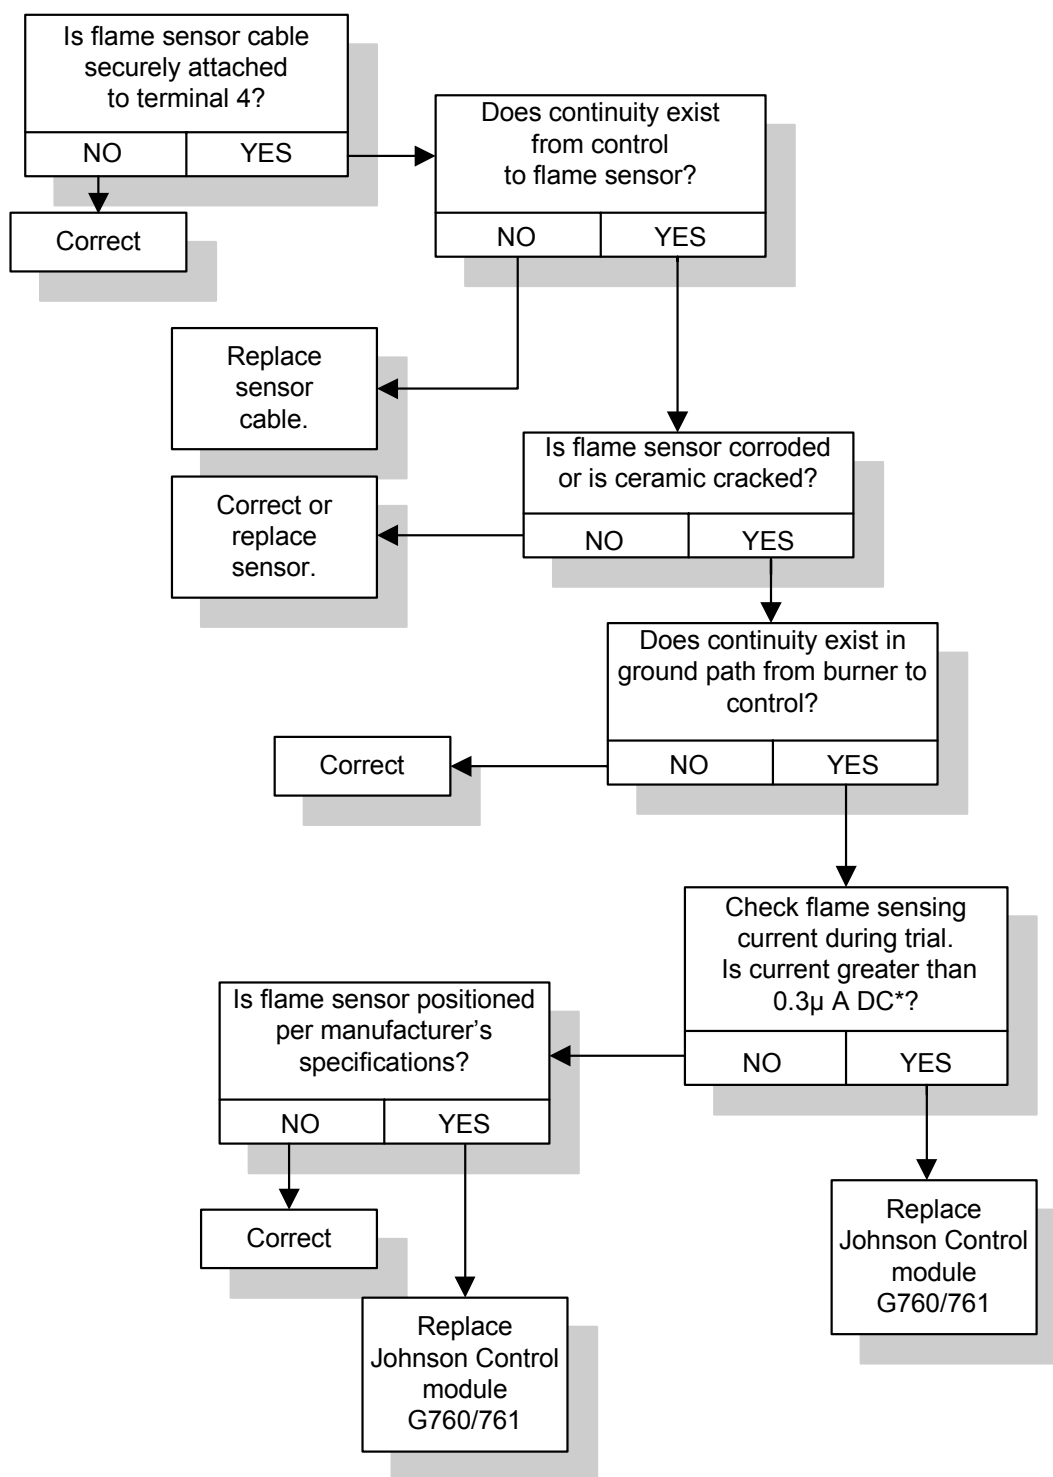 Is flame sensor cable
securely attached
to terminal 4?
NO YES
Correct
Does continuity exist
from control
to flame sensor?
NO YES
Replace
sensor
cable.
Is flame sensor corroded
or is ceramic cracked?
NO YES
Correct or
replace
sensor.
Does continuity exist in
ground path from burner to
control?
NO YES
Correct
Check flame sensing
current during trial.
Is current greater than
0.3µ A DC*?
NO YES
Is flame sensor positioned
per manufacturer’s
specifications?
NO YES
Correct
Replace
Johnson Control
module
G760/761
Replace
Johnson Control
module
G760/761